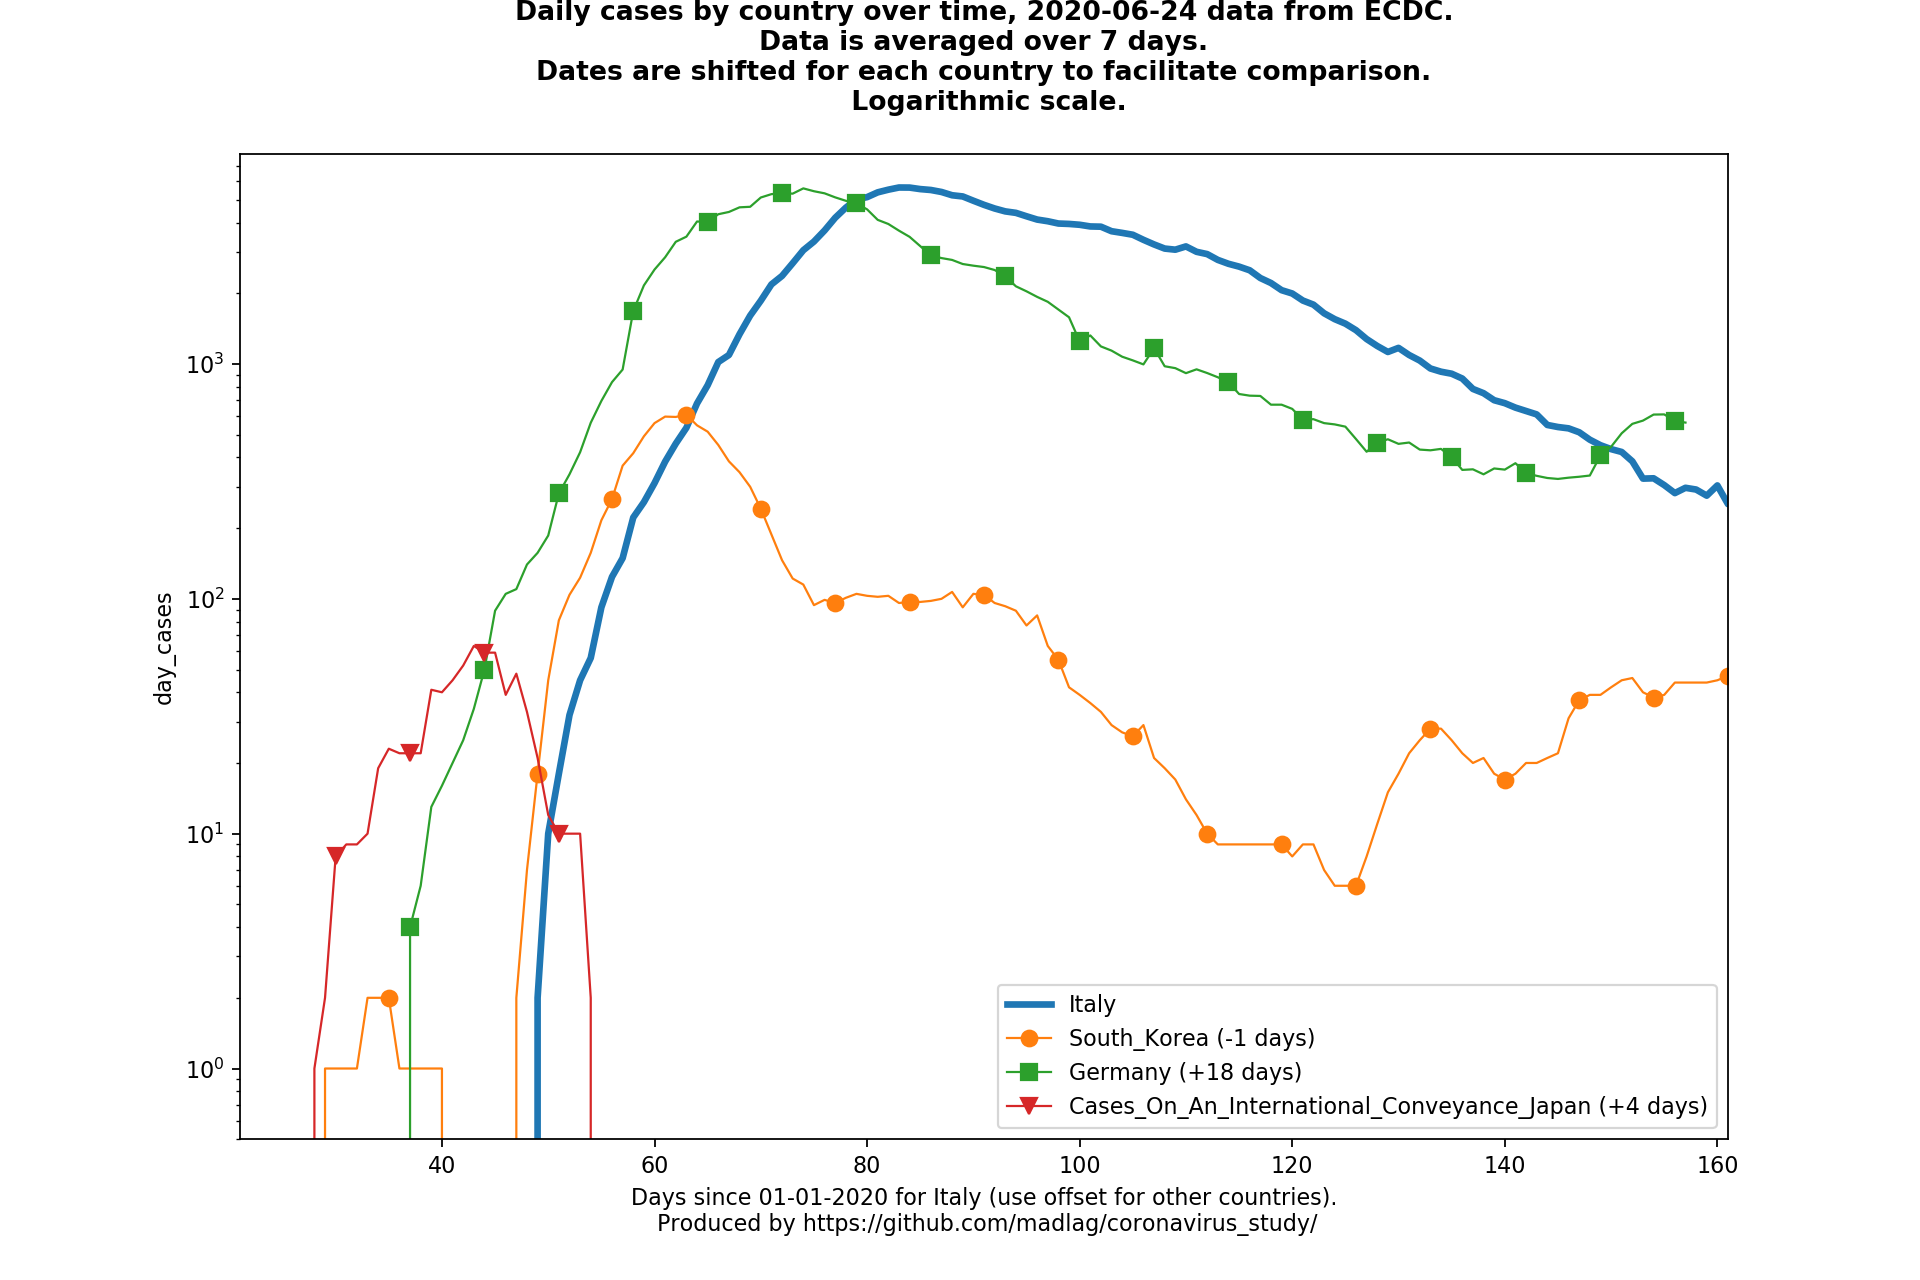 Daily cases by country over time, 2020-06-24 data from ECDC.
Data is averaged over 7 days.
Dates are shifted for each country to facilitate comparison.
Logarithmic scale.
day_cases
10³
10²
10¹
10⁰
Italy
South_Korea (-1 days)
Germany (+18 days)
Cases_On_An_International_Conveyance_Japan (+4 days)
40 60 80 100 120 140 160
Days since 01-01-2020 for Italy (use offset for other countries).
Produced by https://github.com/madlag/coronavirus_study/